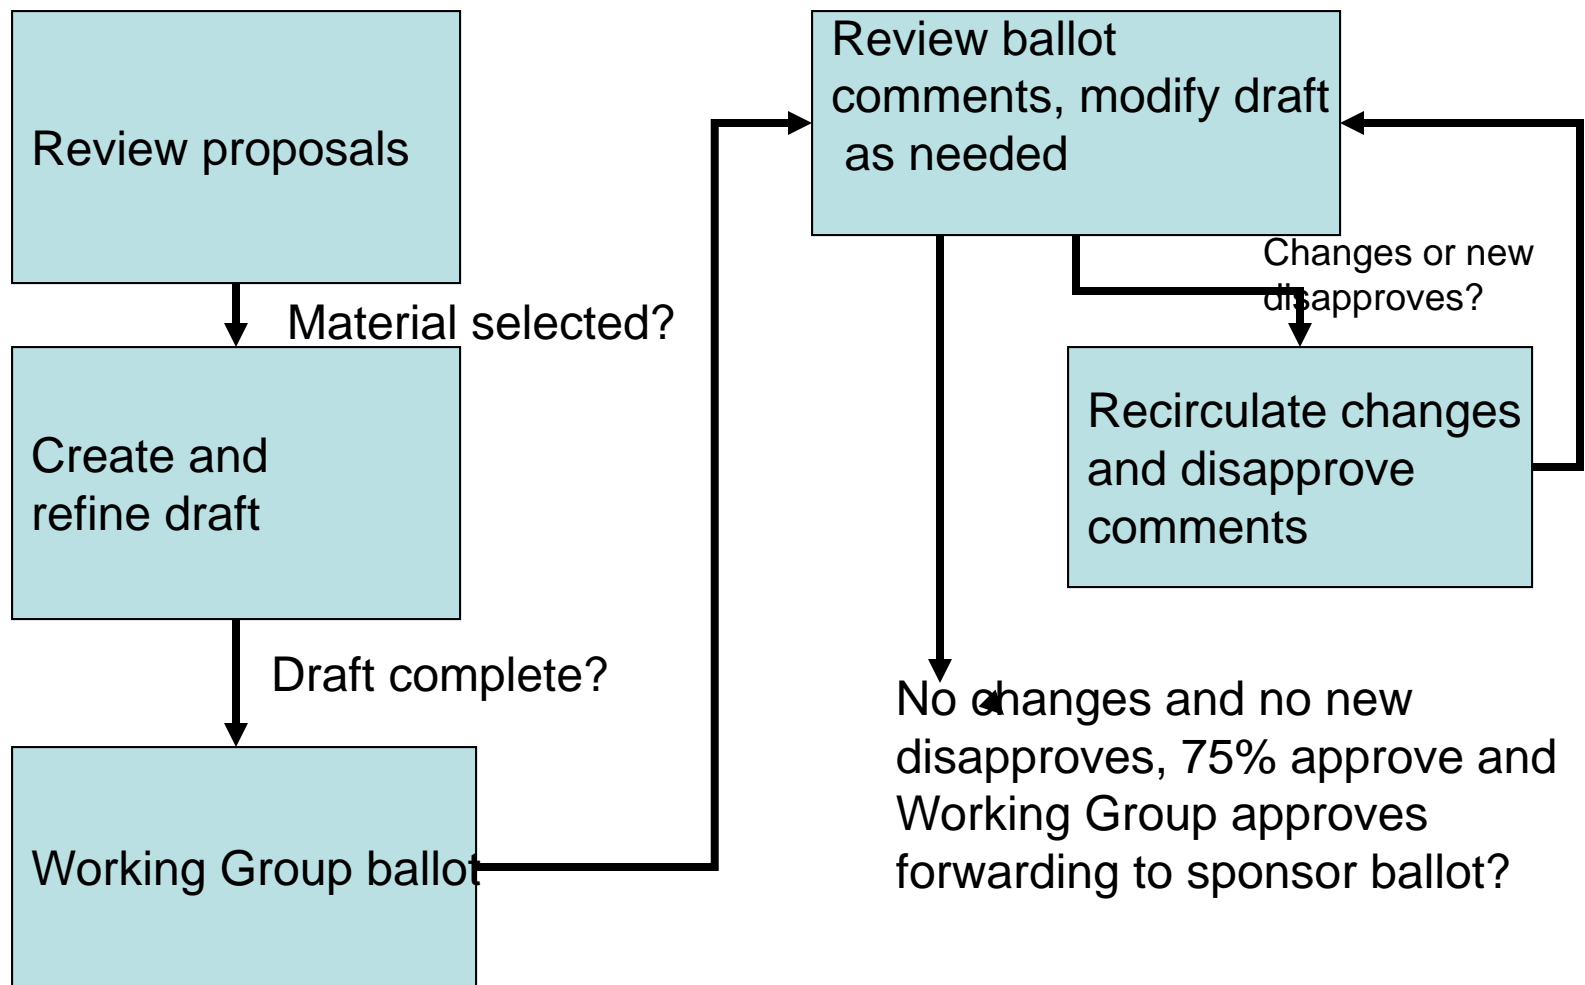 Review proposals
Material selected?
Create and
refine draft
Draft complete?
Working Group ballot
Review ballot
comments, modify draft
as needed
Changes or new
disapproves?
Recirculate changes
and disapprove
comments
No changes and no new
disapproves, 75% approve and
Working Group approves
forwarding to sponsor ballot?